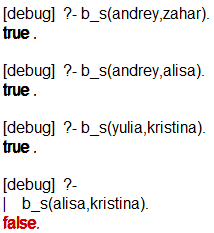 [debug]  ?- b_s(andrey,zahar).
true .
[debug]  ?- b_s(andrey,alisa).
true .
[debug]  ?- b_s(yulia,kristina).
true .
[debug]  ?-
|    b_s(alisa,kristina).
false.